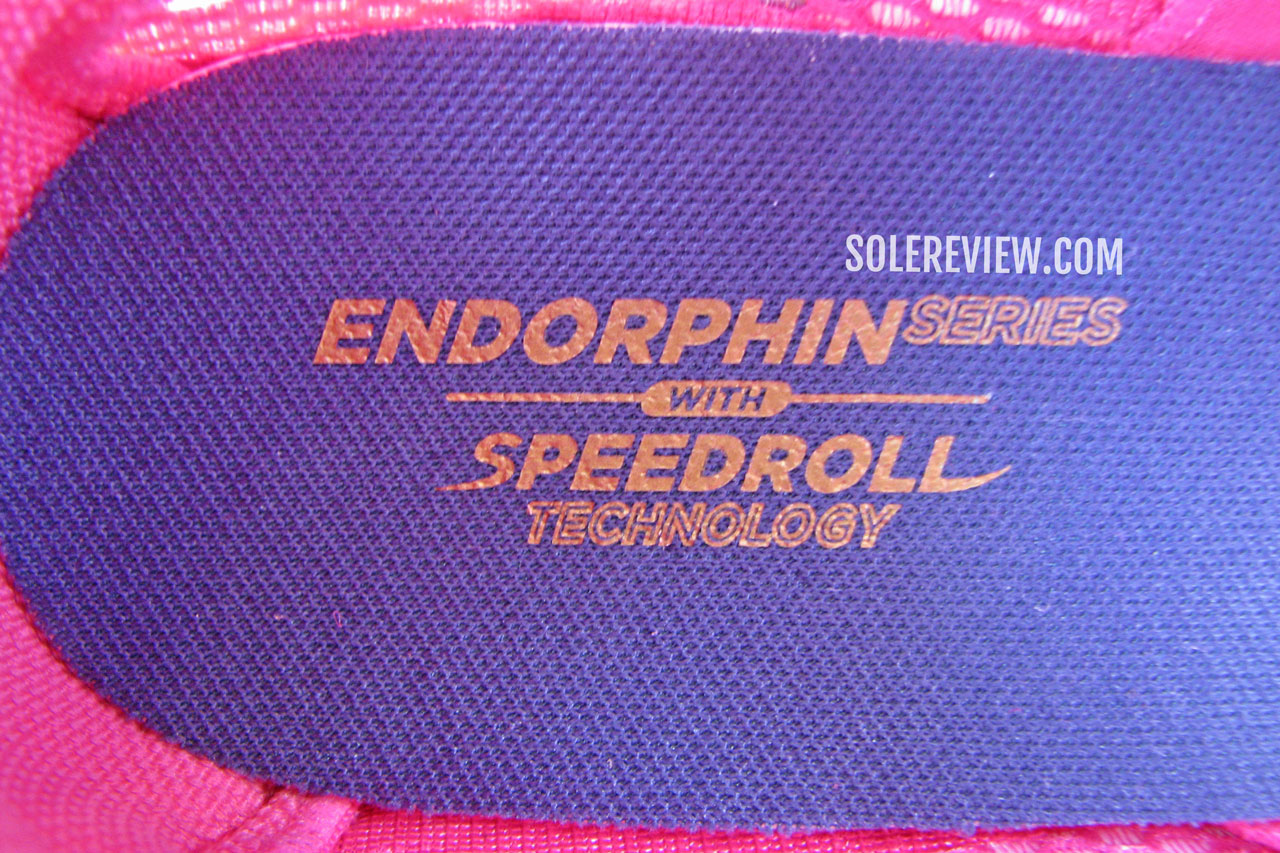 SOLEREVIEW.COM
ENDORPHIN SERIES
WITH
SPEEDROLL
TECHNOLOGY